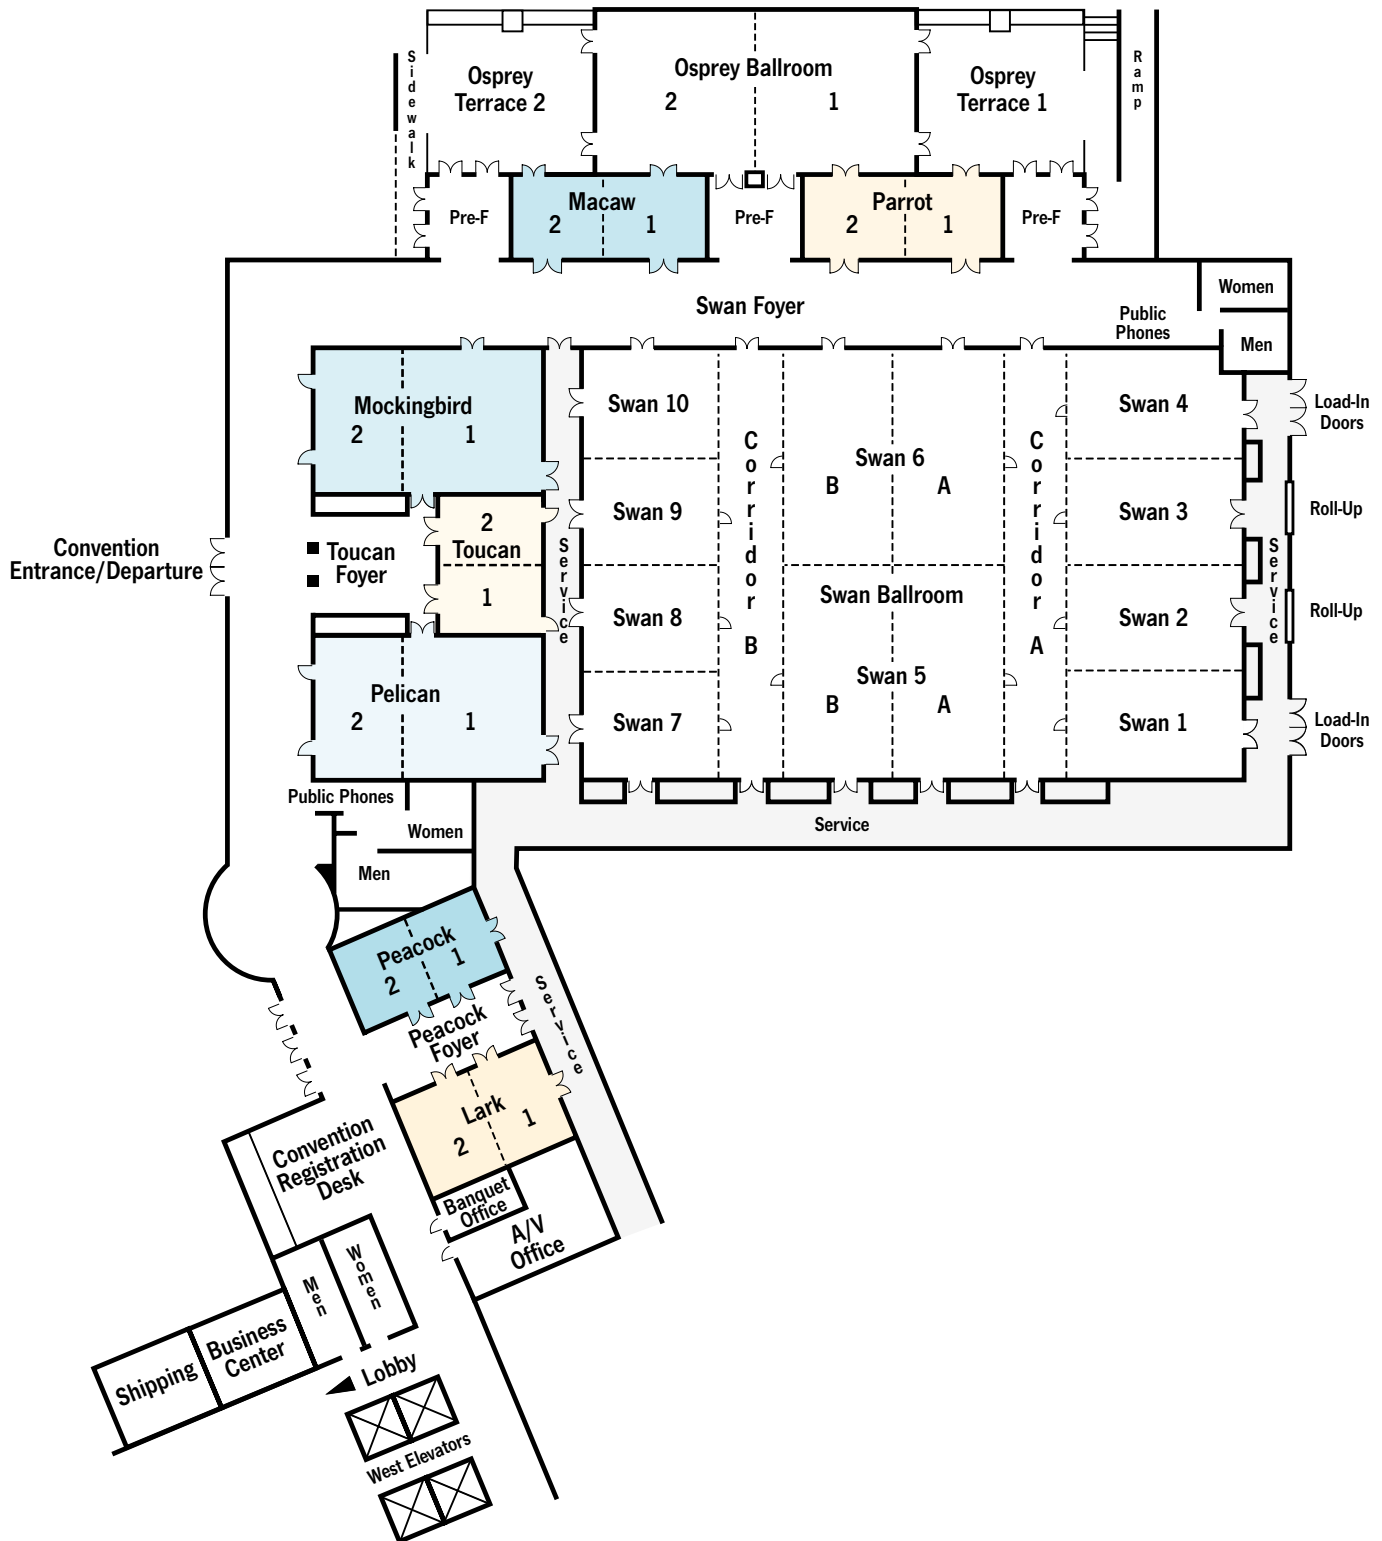 Sidewalk
Osprey
Terrace 2
Osprey Ballroom
2
1
Osprey
Terrace 1
Ramp
Pre-F
Macaw
2
1
Pre-F
Parrot
2
1
Pre-F
Swan Foyer
Women
Public
Phones
Men
Mockingbird
2
1
Swan 10
Corridor B
Swan 6
B
A
Corridor A
Swan 4
Load-In
Doors
Swan 9
Swan 3
Roll-Up
Convention
Entrance/Departure
Toucan
Foyer
2
Toucan
1
Service
Swan 8
Swan Ballroom
Swan 2
Service
Roll-Up
Pelican
2
1
Swan 7
Swan 5
B
A
Swan 1
Load-In
Doors
Public Phones
Women
Men
Service
Peacock
2
1
Peacock
Foyer
Service
Lark
2
1
Convention
Registration
Desk
Banquet
Office
A/V
Office
Men
Women
Shipping
Business
Center
Lobby
West Elevators